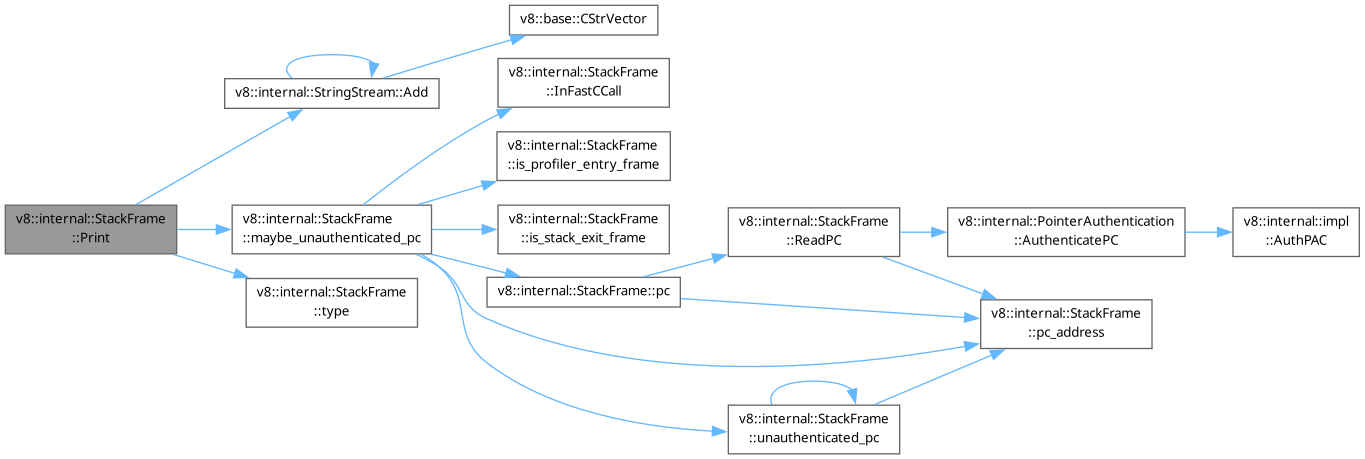 v8::base::CStrVector
v8::internal::StackFrame
::InFastCCall
v8::internal::StringStream::Add
v8::internal::StackFrame
::is_profiler_entry_frame
v8::internal::StackFrame
::Print
v8::internal::StackFrame
::maybe_unauthenticated_pc
v8::internal::StackFrame
::is_stack_exit_frame
v8::internal::StackFrame
::ReadPC
v8::internal::PointerAuthentication
::AuthenticatePC
v8::internal::impl
::AuthPAC
v8::internal::StackFrame
::type
v8::internal::StackFrame::pc
v8::internal::StackFrame
::pc_address
v8::internal::StackFrame
::unauthenticated_pc